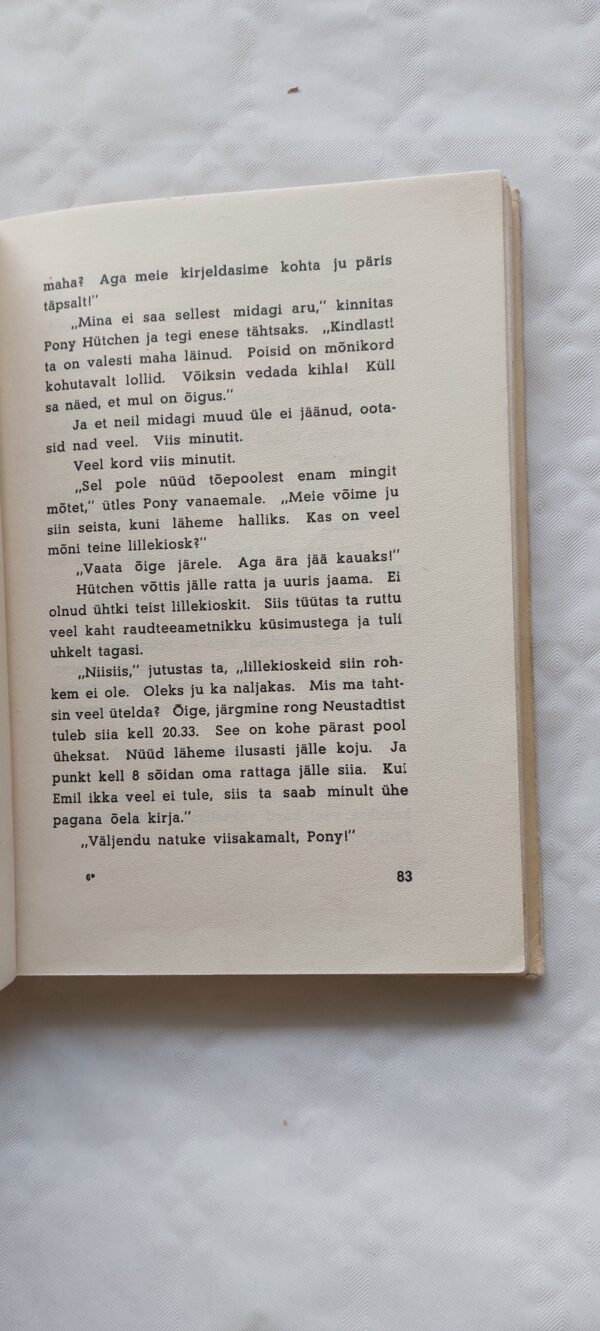 maha? Aga meie kirjeldasime kohta ju päris
täpsalt!"
„Mina ei saa sellest midagi aru," kinnitas
Pony Hütchen ja tegi enese tähtsaks. „Kindlast!
ta on valesti maha läinud. Poisid on mõnikord
kohutavalt lollid. Võiksin vedada kihla! Küll
sa näed, et mul on õigus."
Ja et neil midagi muud üle ei jäänud, oota-
sid nad veel. Viis minutit.
Veel kord viis minutit.
„Sel pole nüüd tõepoolest enam mingit
mõtet," ütles Pony vanaemale. „Meie võime ju
siin seista, kuni läheme halliks. Kas on veel
mõni teine lillekiosk?"
„Vaata õige järele. Aga ära jää kauaks!"
Hütchen võttis jälle ratta ja uuris jaama. Ei
olnud ühtki teist lillekioskit. Siis tüütas ta ruttu
veel kaht raudteeametnikku küsimustega ja tuli
uhkelt tagasi.
„Niisiis," jutustas ta, „lillekioskeid siin roh-
kem ei ole. Oleks ju ka naljakas. Mis ma taht-
sin veel ütelda? Õige, järgmine rong Neustadtist
tuleb siia kell 20.33. See on kohe pärast pool
üheksat. Nüüd läheme ilusasti jälle koju. Ja
punkt kell 8 sõidan oma rattaga jälle siia. Kui
Emil ikka veel ei tule, siis ta saab minult ühe
pagana õela kirja."
„Väljendu natuke viisakamalt, Pony!"
6*
83